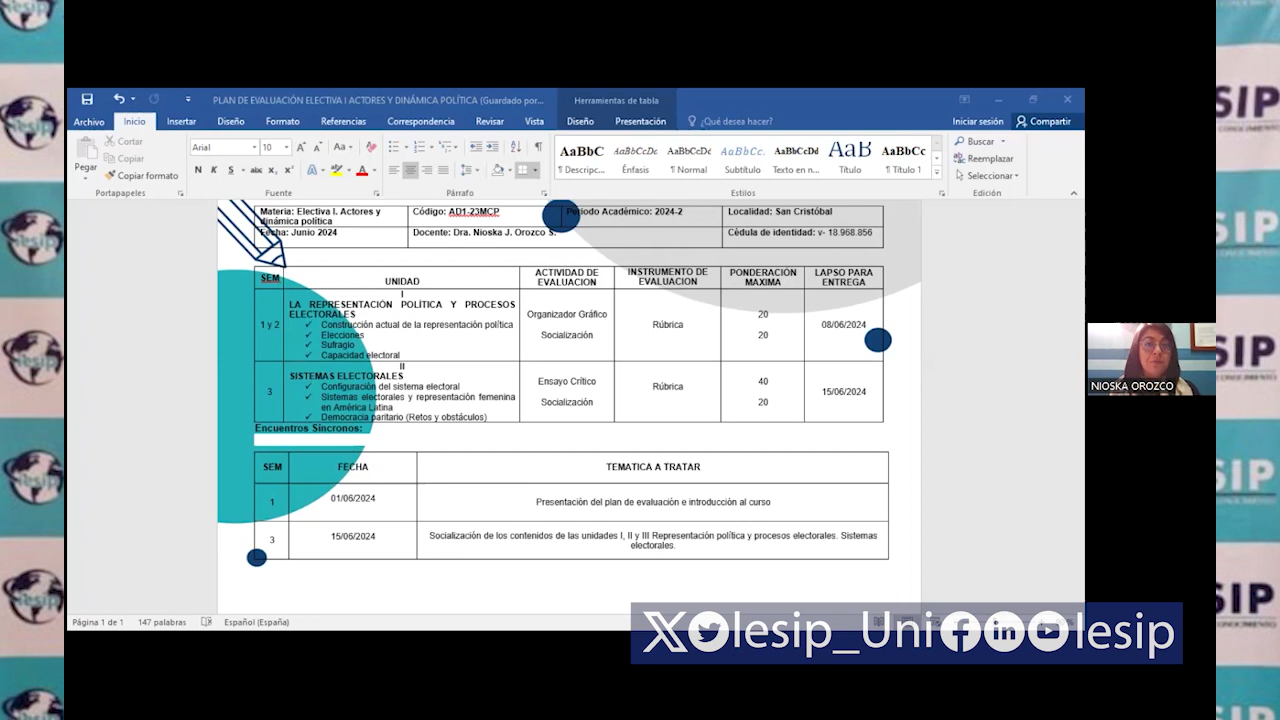 PLAN DE EVALUACIÓN ELECTIVA I ACTORES Y DINÁMICA POLÍTICA (Guardado por...
Herramientas de tabla
Archivo Inicio Insertar Diseño Formato Referencias Correspondencia Revisar Vista Diseño Presentación ¿Qué desea hacer? Iniciar sesión Compartir
Pegar
Cortar
Copiar
Copiar formato
Portapapeles
Arial 10
N K S abc x₂ x²
Fuente
Párrafo
AaBbC AaBbCcDc AaBbCcDc AaBbCc. AaBbCcDd AaB AaBbCc
¶ Descripc... Énfasis ¶ Normal Subtítulo Texto en n... Título ¶ Título 1
Estilos
Buscar
Reemplazar
Seleccionar
Edición
Materia: Electiva I. Actores y dinámica política
Código: AD1-23MCP
Periodo Académico: 2024-2
Localidad: San Cristóbal
Fecha: Junio 2024
Docente: Dra. Nioska J. Orozco S.
Cédula de identidad: v- 18.968.856
SEM
UNIDAD
ACTIVIDAD DE EVALUACION
INSTRUMENTO DE EVALUACION
PONDERACIÓN MAXIMA
LAPSO PARA ENTREGA
1 y 2
I
LA REPRESENTACIÓN POLÍTICA Y PROCESOS
ELECTORALES
✓ Construcción actual de la representación política
✓ Elecciones
✓ Sufragio
✓ Capacidad electoral
Organizador Gráfico
Socialización
Rúbrica
20
20
08/06/2024
3
II
SISTEMAS ELECTORALES
✓ Configuración del sistema electoral
✓ Sistemas electorales y representación femenina
en América Latina
✓ Democracia paritario (Retos y obstáculos)
Ensayo Crítico
Socialización
Rúbrica
40
20
15/06/2024
Encuentros Síncronos:
SEM FECHA TEMATICA A TRATAR
1 01/06/2024 Presentación del plan de evaluación e introducción al curso
3 15/06/2024 Socialización de los contenidos de las unidades I, II y III Representación política y procesos electorales. Sistemas
electorales.
Página 1 de 1 147 palabras Español (España)
NIOSKA OROZCO
Iesip_Uni Iesip